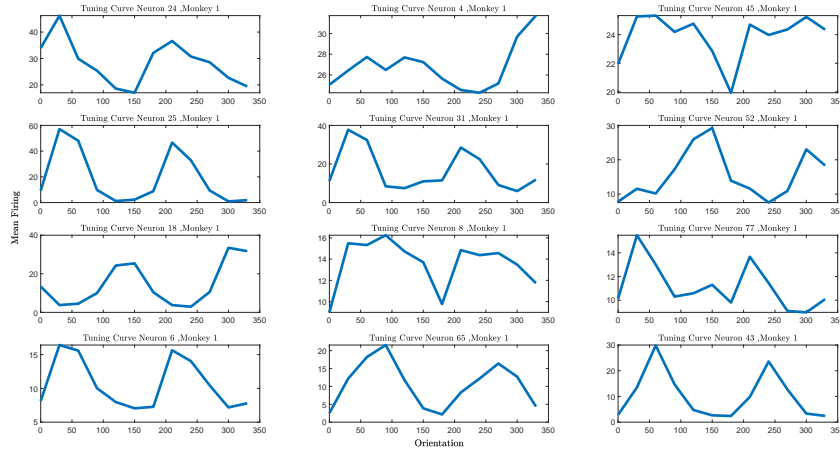 Tuning Curve Neuron 24 ,Monkey 1
Tuning Curve Neuron 4 ,Monkey 1
Tuning Curve Neuron 45 ,Monkey 1
40
30
20
0 50 100 150 200 250 300 350
30
28
26
0 50 100 150 200 250 300 350
24
22
20
0 50 100 150 200 250 300 350
Tuning Curve Neuron 25 ,Monkey 1
Tuning Curve Neuron 31 ,Monkey 1
Tuning Curve Neuron 52 ,Monkey 1
60
40
20
0
0 50 100 150 200 250 300 350
40
20
0
0 50 100 150 200 250 300 350
30
20
10
0 50 100 150 200 250 300 350
Mean Firing
Tuning Curve Neuron 18 ,Monkey 1
Tuning Curve Neuron 8 ,Monkey 1
Tuning Curve Neuron 77 ,Monkey 1
40
20
0
0 50 100 150 200 250 300 350
16
14
12
10
0 50 100 150 200 250 300 350
14
12
10
0 50 100 150 200 250 300 350
Tuning Curve Neuron 6 ,Monkey 1
Tuning Curve Neuron 65 ,Monkey 1
Tuning Curve Neuron 43 ,Monkey 1
15
10
5
0 50 100 150 200 250 300 350
20
15
10
5
0
0 50 100 150 200 250 300 350
30
20
10
0
0 50 100 150 200 250 300 350
Orientation